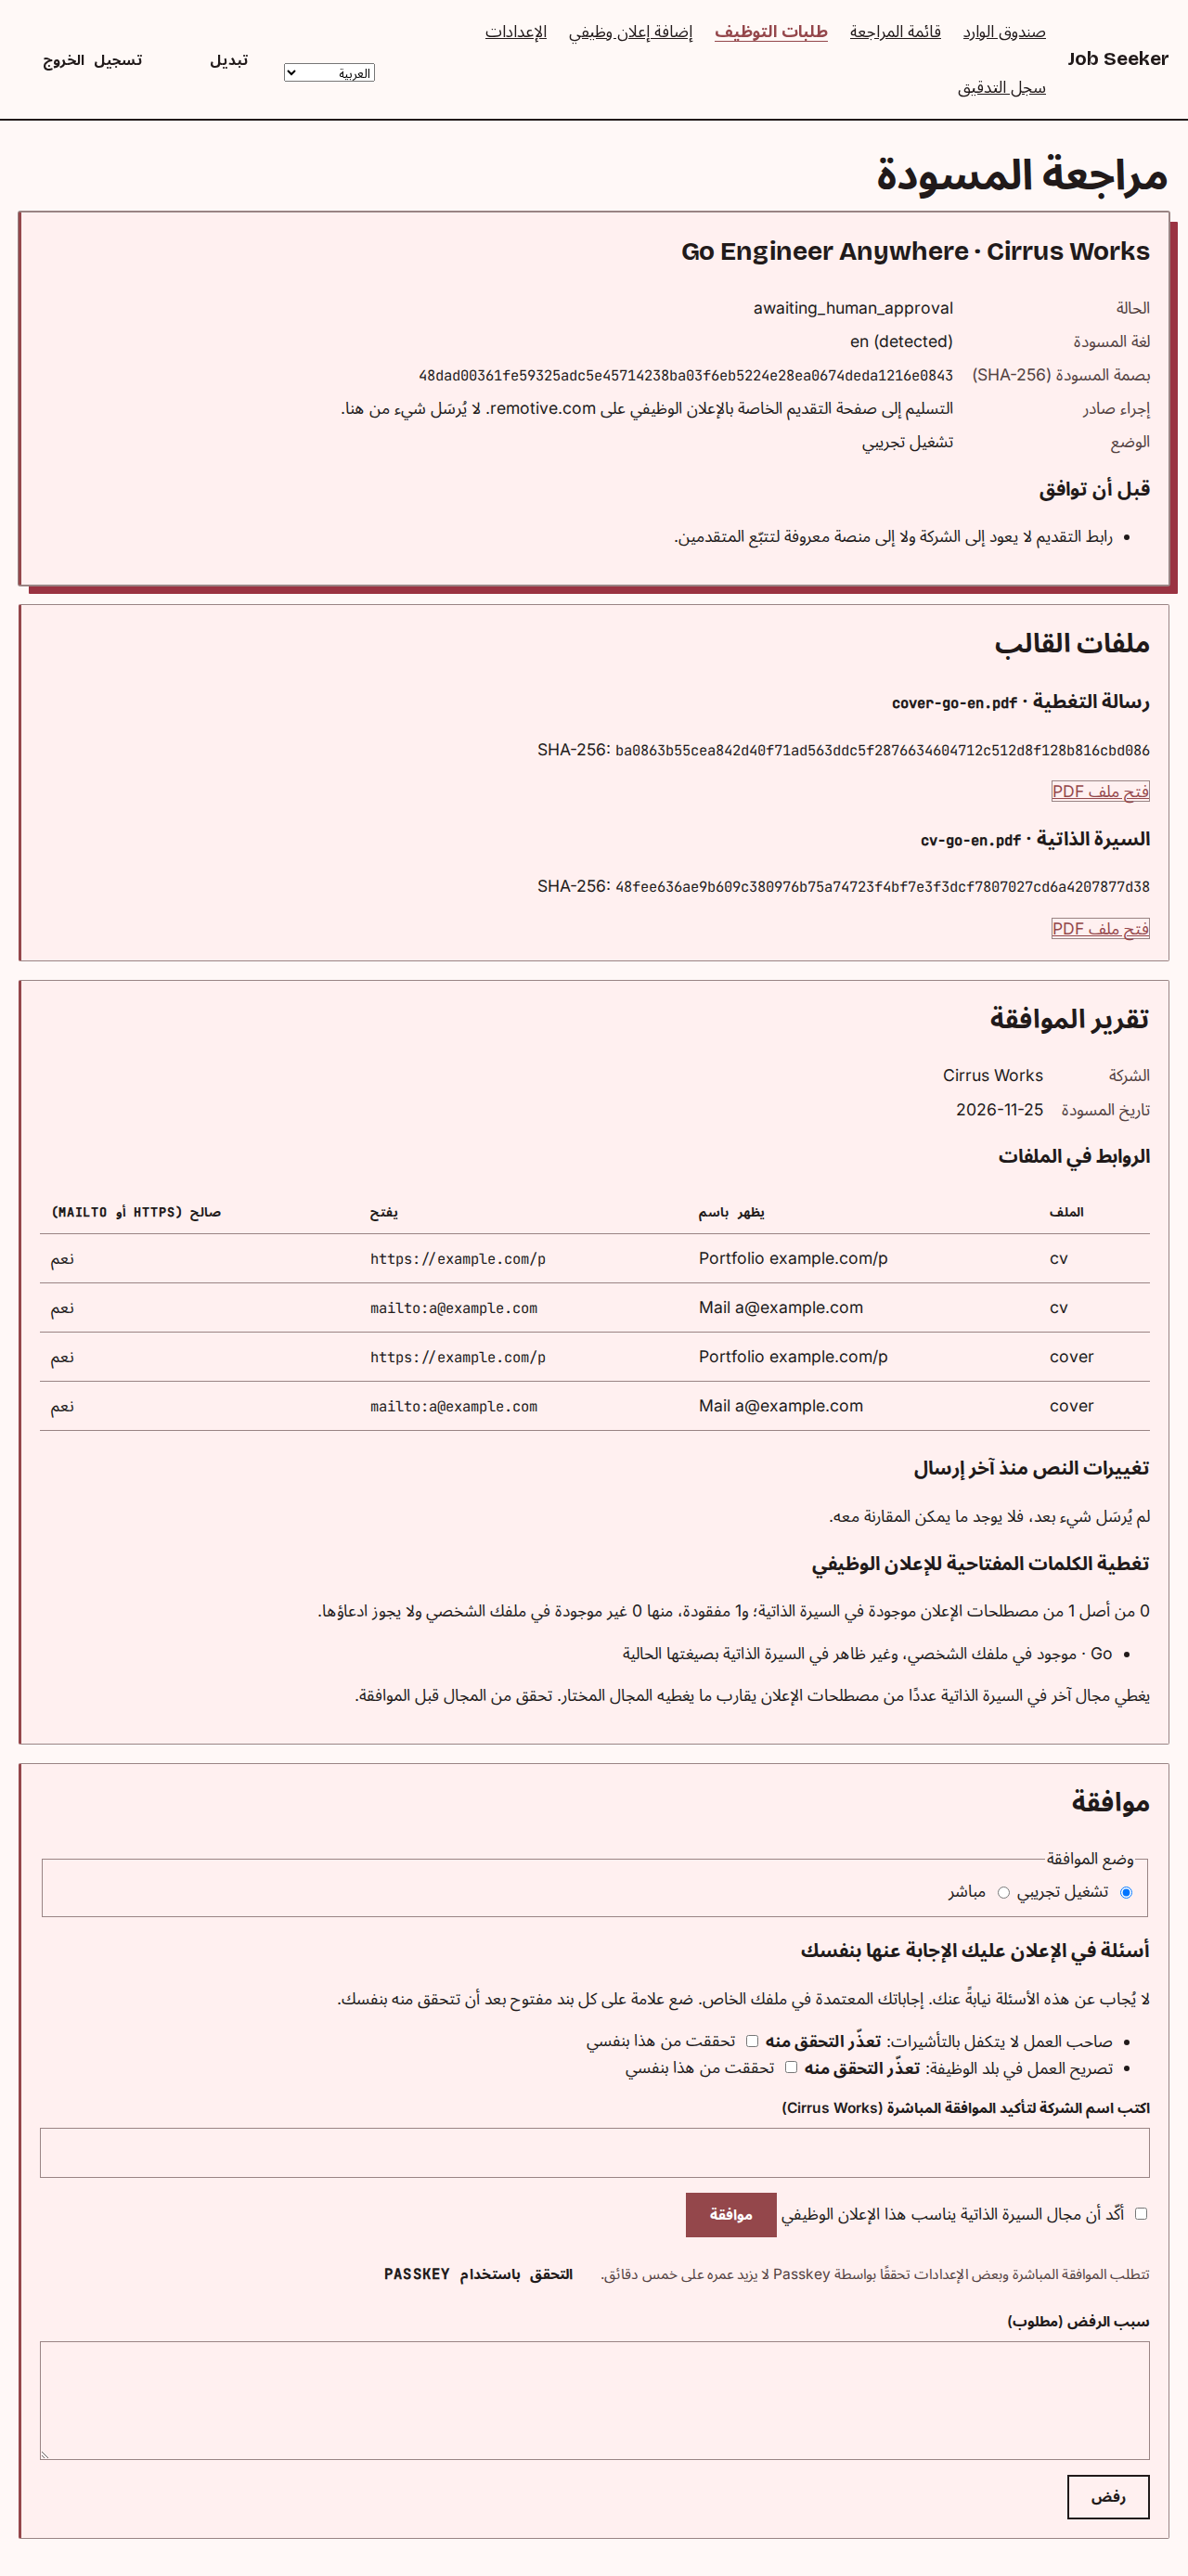 Job Seeker
صندوق الوارد
قائمة المراجعة
طلبات التوظيف
إضافة إعلان وظيفي
الإعدادات
سجل التدقيق
العربية
تبديل
تسجيل الخروج
مراجعة المسودة
Go Engineer Anywhere · Cirrus Works
الحالة awaiting_human_approval
لغة المسودة en (detected)
بصمة المسودة (SHA-256) 48dad00361fe59325adc5e45714238ba03f6eb5224e28ea0674deda1216e0843
إجراء صادر التسليم إلى صفحة التقديم الخاصة بالإعلان الوظيفي على remotive.com. لا يُرسَل شيء من هنا.
الوضع تشغيل تجريبي
قبل أن توافق
رابط التقديم لا يعود إلى الشركة ولا إلى منصة معروفة لتتبّع المتقدمين.
ملفات القالب
رسالة التغطية · cover-go-en.pdf
SHA-256: ba0863b55cea842d40f71ad563ddc5f2876634604712c512d8f128b816cbd086
فتح ملف PDF
السيرة الذاتية · cv-go-en.pdf
SHA-256: 48fee636ae9b609c380976b75a74723f4bf7e3f3dcf7807027cd6a4207877d38
فتح ملف PDF
تقرير الموافقة
الشركة Cirrus Works
تاريخ المسودة 2026-11-25
الروابط في الملفات
الملف يظهر باسم يفتح صالح (HTTPS أو MAILTO)
cv Portfolio example.com/p https://example.com/p نعم
cv Mail a@example.com mailto:a@example.com نعم
cover Portfolio example.com/p https://example.com/p نعم
cover Mail a@example.com mailto:a@example.com نعم
تغييرات النص منذ آخر إرسال
لم يُرسَل شيء بعد، فلا يوجد ما يمكن المقارنة معه.
تغطية الكلمات المفتاحية للإعلان الوظيفي
0 من أصل 1 من مصطلحات الإعلان موجودة في السيرة الذاتية؛ و1 مفقودة، منها 0 غير موجودة في ملفك الشخصي ولا يجوز ادعاؤها.
Go · موجود في ملفك الشخصي، وغير ظاهر في السيرة الذاتية بصيغتها الحالية
يغطي مجال آخر في السيرة الذاتية عددًا من مصطلحات الإعلان يقارب ما يغطيه المجال المختار. تحقق من المجال قبل الموافقة.
موافقة
وضع الموافقة
تشغيل تجريبي مباشر
أسئلة في الإعلان عليك الإجابة عنها بنفسك
لا يُجاب عن هذه الأسئلة نيابةً عنك. إجاباتك المعتمدة في ملفك الخاص. ضع علامة على كل بند مفتوح بعد أن تتحقق منه بنفسك.
صاحب العمل لا يتكفل بالتأشيرات: تعذّر التحقق منه تحققت من هذا بنفسي
تصريح العمل في بلد الوظيفة: تعذّر التحقق منه تحققت من هذا بنفسي
اكتب اسم الشركة لتأكيد الموافقة المباشرة (Cirrus Works)
أكّد أن مجال السيرة الذاتية يناسب هذا الإعلان الوظيفي موافقة
تتطلب الموافقة المباشرة وبعض الإعدادات تحققًا بواسطة Passkey لا يزيد عمره على خمس دقائق. التحقق باستخدام PASSKEY
سبب الرفض (مطلوب)
رفض